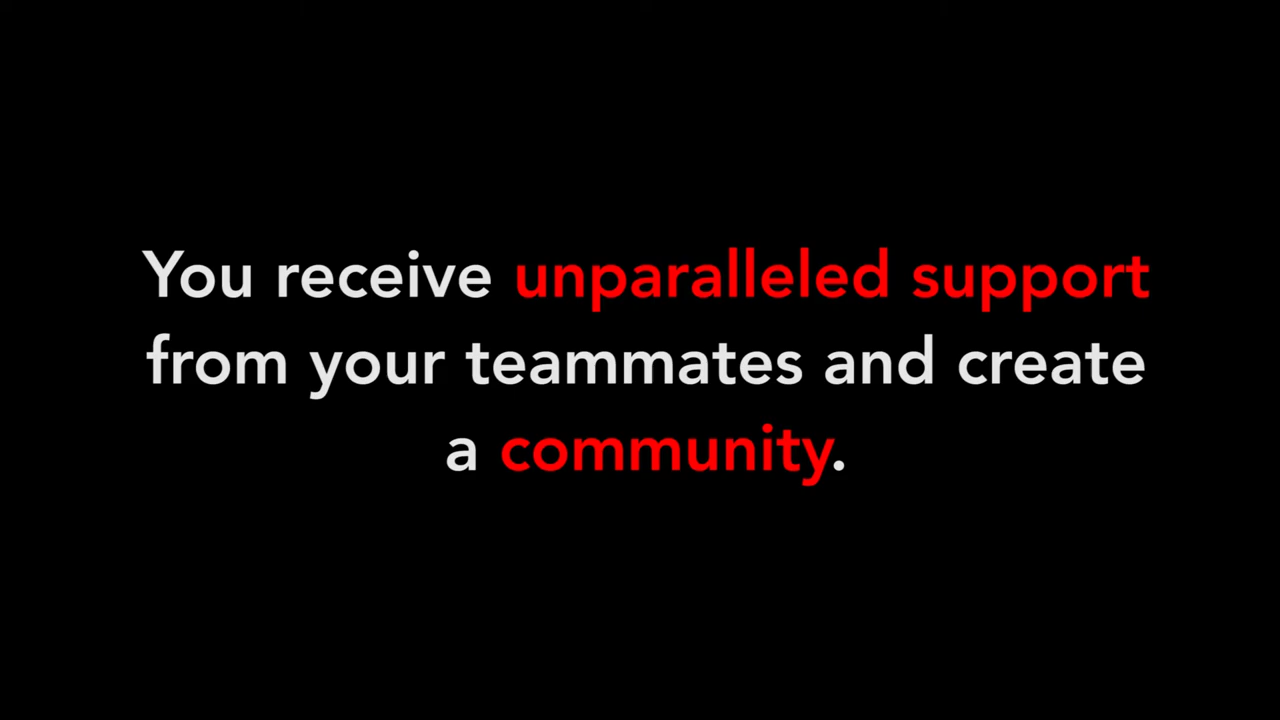 You receive unparalleled support
from your teammates and create
a community.